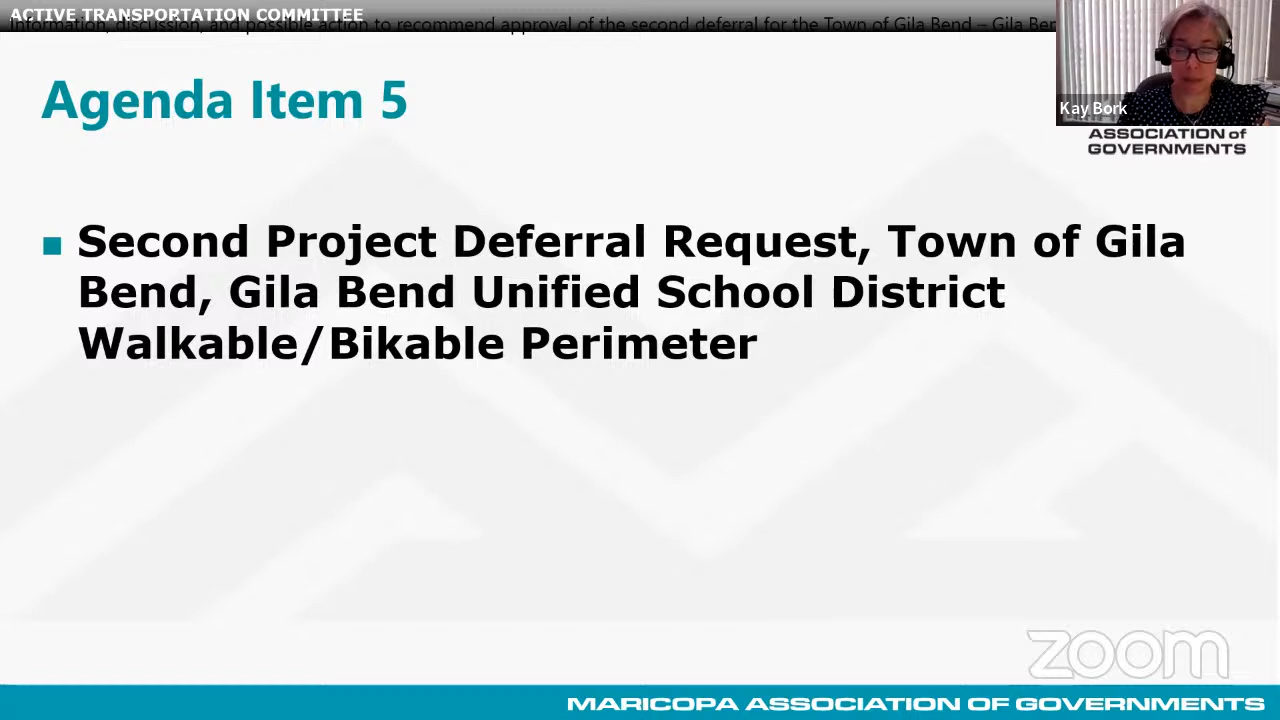 ACTIVE TRANSPORTATION COMMITTEE
Information, discussion, and possible action to recommend approval of the second deferral for the Town of Gila Bend – Gila Ben
Agenda Item 5
Kay Bork
ASSOCIATION of
GOVERNMENTS
■ Second Project Deferral Request, Town of Gila
Bend, Gila Bend Unified School District
Walkable/Bikable Perimeter
zoom
MARICOPA ASSOCIATION OF GOVERNMENTS